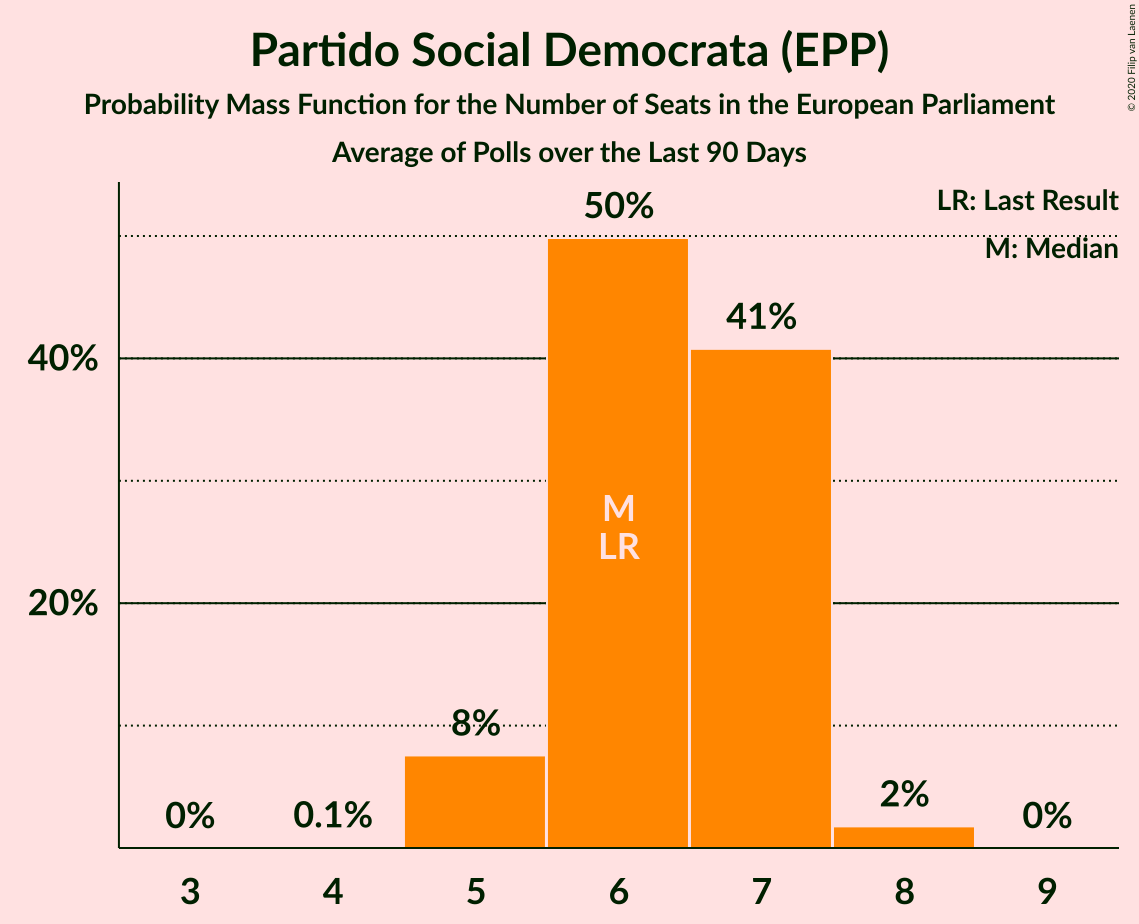 Partido Social Democrata (EPP)
Probability Mass Function for the Number of Seats in the European Parliament
Average of Polls over the Last 90 Days
© 2020 Filip van Laenen
LR: Last Result
M: Median
50%
41%
40%
M
LR
20%
8%
2%
0%
0.1%
0%
3
4
5
6
7
8
9